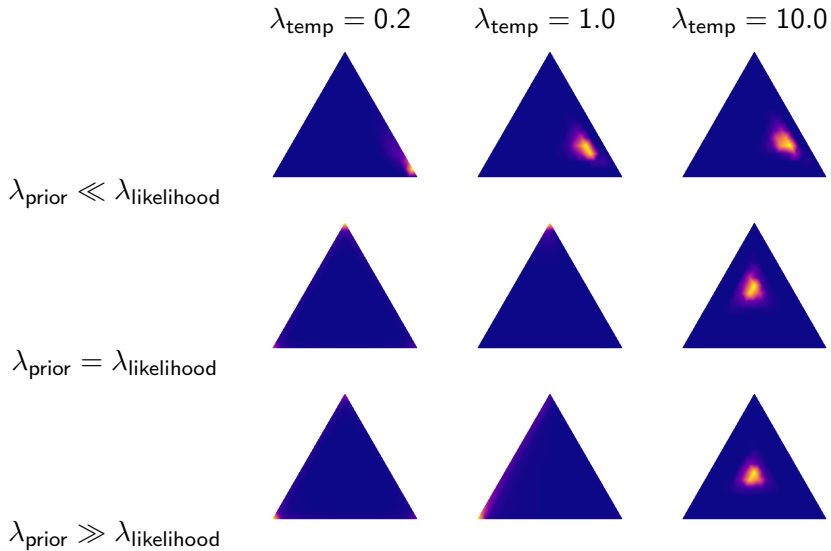 λtemp = 0.2 λtemp = 1.0 λtemp = 10.0
λprior ≪ λlikelihood
λprior = λlikelihood
λprior ≫ λlikelihood